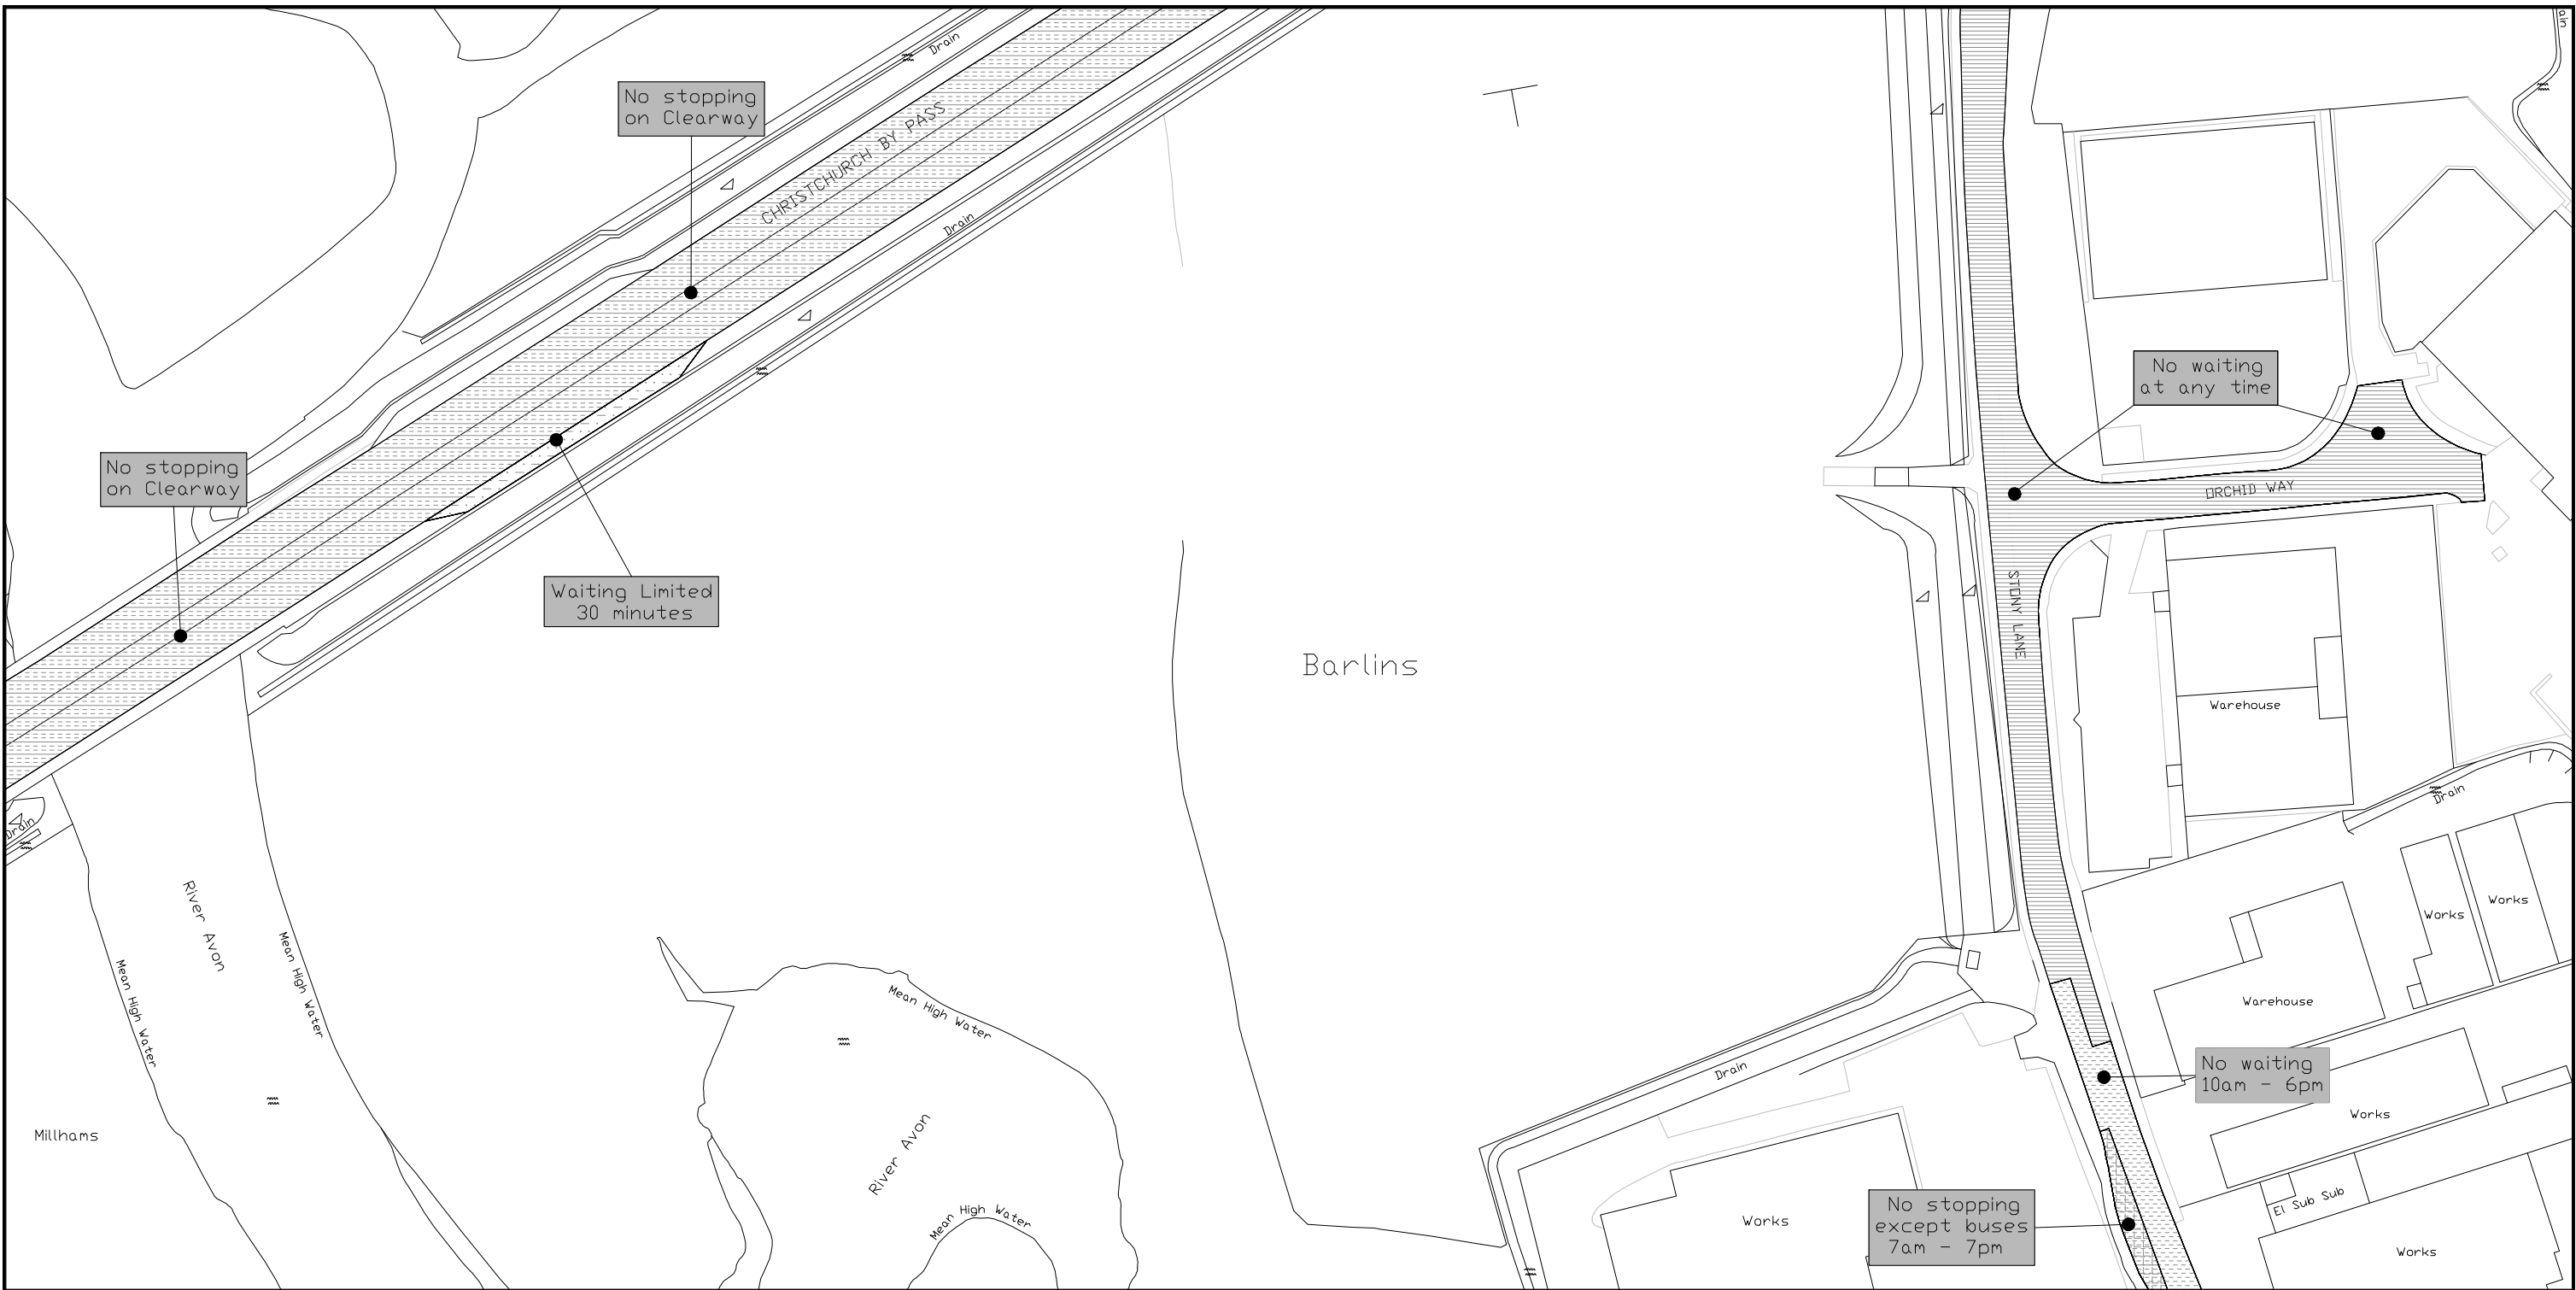 Drain
No stopping
on Clearway
CHRISTCHURCH BY PASS
Drain
No stopping
on Clearway
Waiting Limited
30 minutes
No waiting
at any time
ORCHID WAY
STONY LANE
Barlins
Warehouse
Drain
Drain
River Avon
Mean High Water
Mean High Water
Mean High Water
Works
Works
Warehouse
Drain
No waiting
10am - 6pm
Works
Millhams
River Avon
Mean High Water
El Sub Sub
No stopping
except buses
7am - 7pm
Works
Works